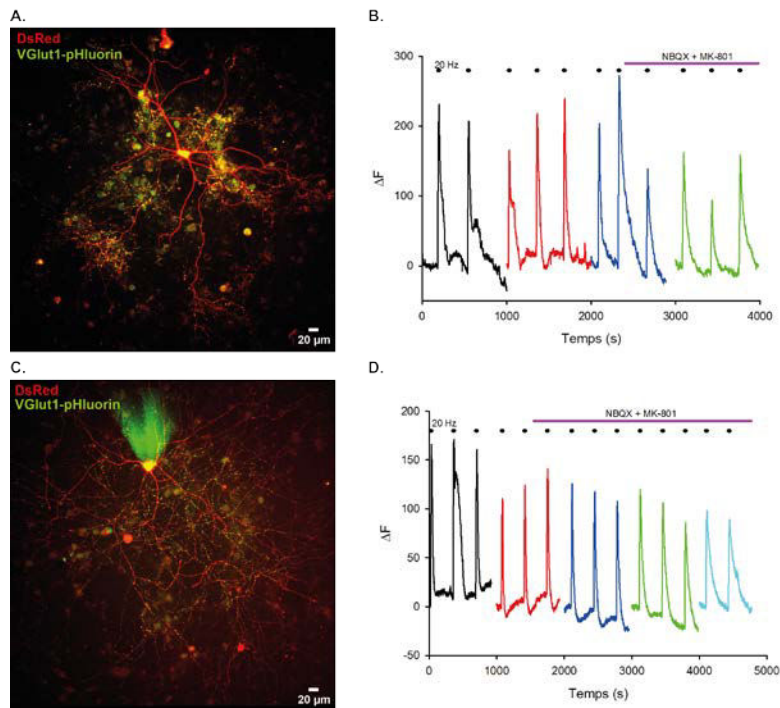 A.
DsRed
VGlut1-pHluorin
20 µm
B.
NBQX + MK-801
20 Hz
300
200
100
0
ΔF
0 1000 2000 3000 4000
Temps (s)
C.
DsRed
VGlut1-pHluorin
20 µm
D.
NBQX + MK-801
20 Hz
200
150
100
50
0
-50
ΔF
0 1000 2000 3000 4000 5000
Temps (s)